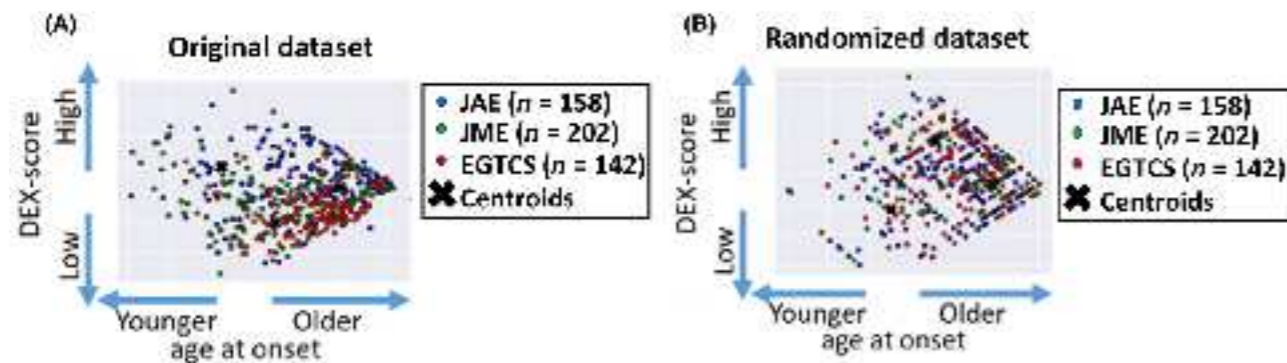 (A)
Original dataset
DEX-score
High
Low
JAE (n = 158)
JME (n = 202)
EGTCS (n = 142)
Centroids
Younger
Older
age at onset
(B)
Randomized dataset
DEX-score
High
Low
JAE (n = 158)
JME (n = 202)
EGTCS (n = 142)
Centroids
Younger
Older
age at onset